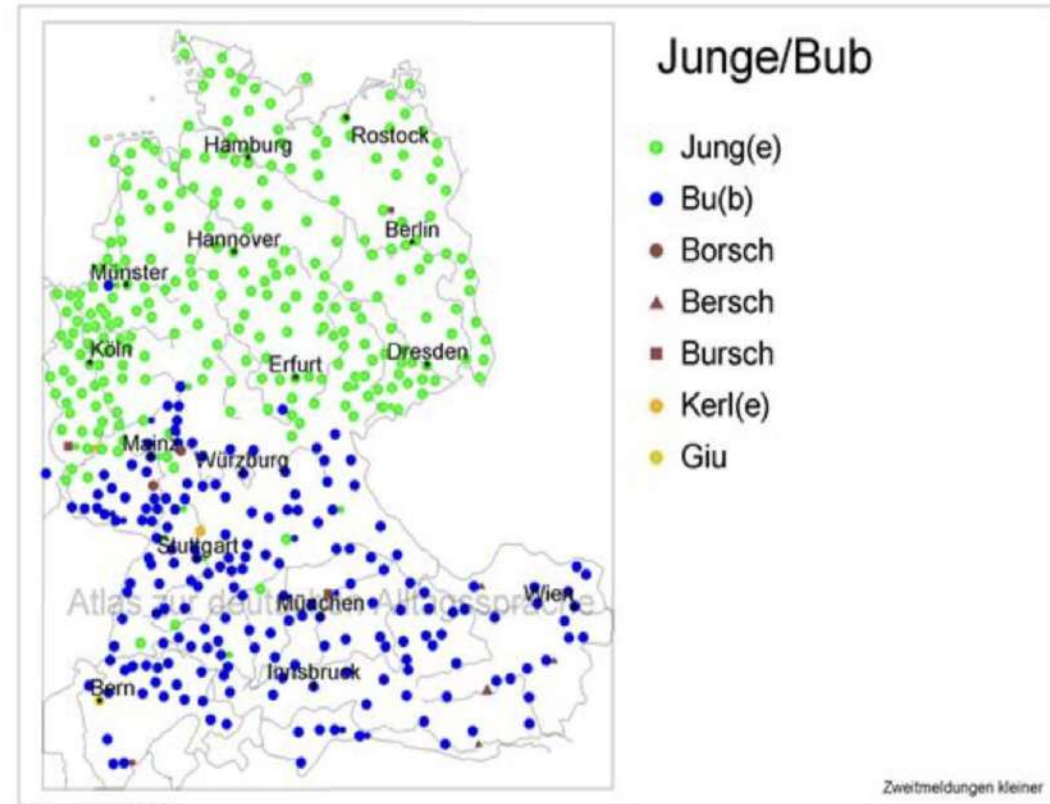 Junge/Bub
Jung(e)
Bu(b)
Borsch
Bersch
Bursch
Kerl(e)
Giu
Hamburg
Rostock
Hannover
Berlin
Münster
Köln
Erfurt
Dresden
Mainz
Würzburg
Stuttgart
Atlas zur deutschen Alltagssprache
München
Wien
Innsbruck
Bern
Zweitmeldungen kleiner